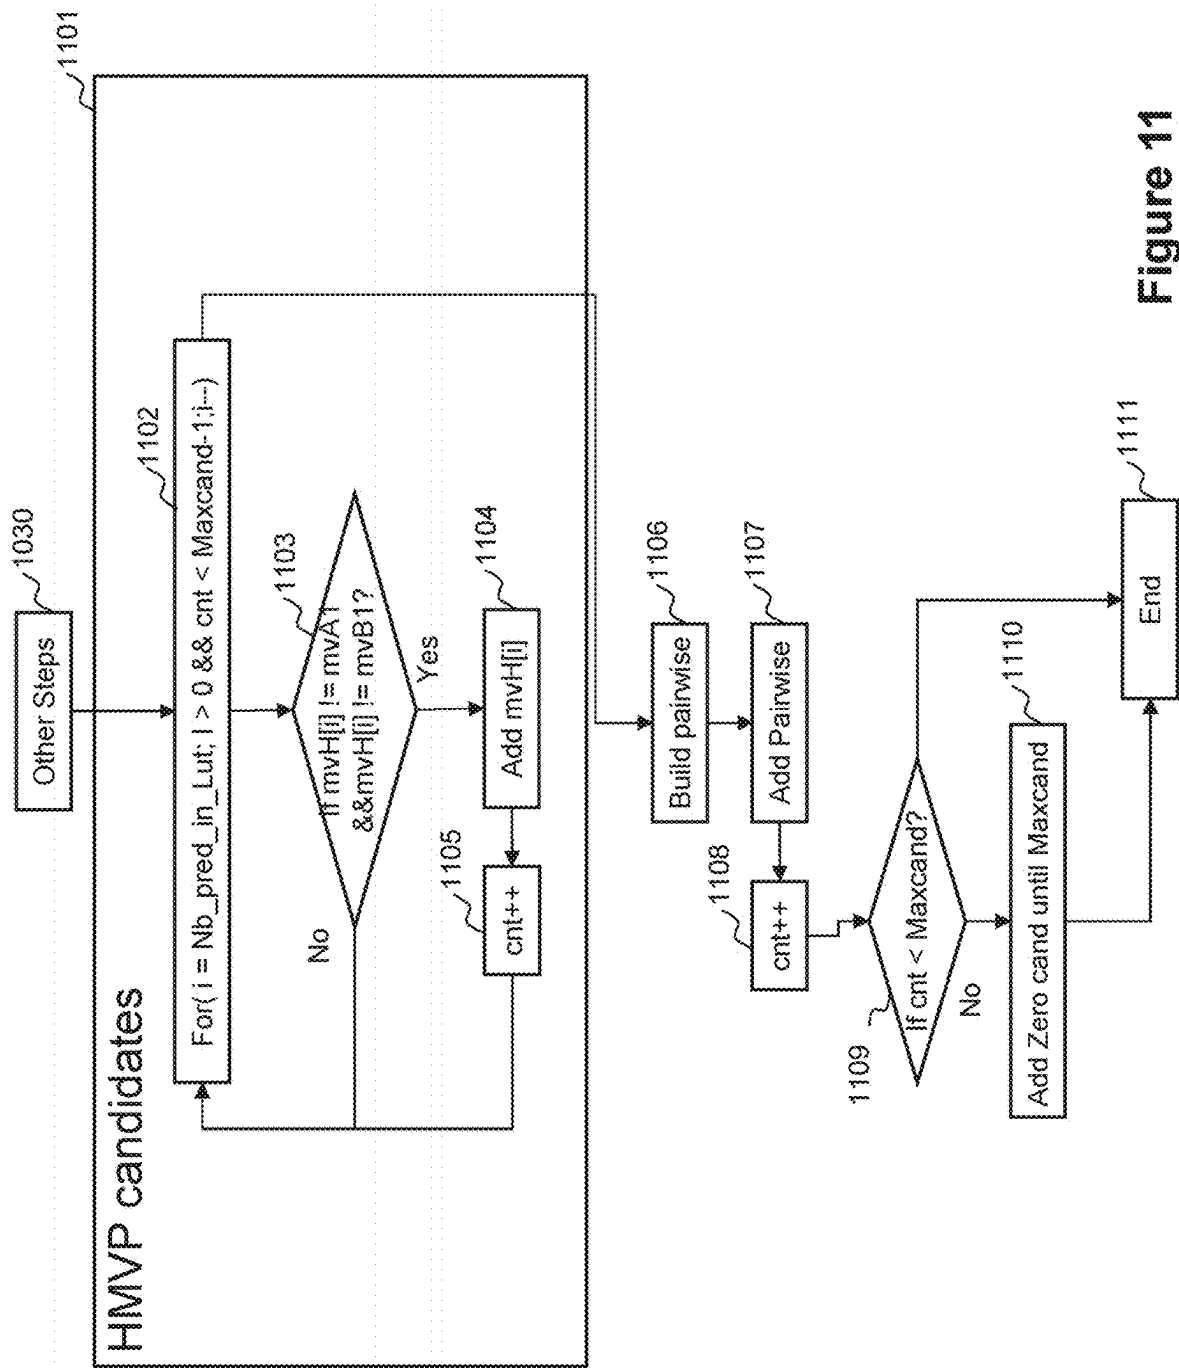 1030
Other Steps
1101
HMVP candidates
1102
For( i = Nb_pred_in_Lut; I > 0 && cnt < Maxcand-1;i--)
1103
If mvH[i] != mvA1
&&mvH[i] != mvB1?
No
Yes
1104
Add mvH[i]
1105
cnt++
1106
Build pairwise
1107
Add Pairwise
1108
cnt++
1109
If cnt < Maxcand?
No
1110
Add Zero cand until Maxcand
1111
End
Figure 11